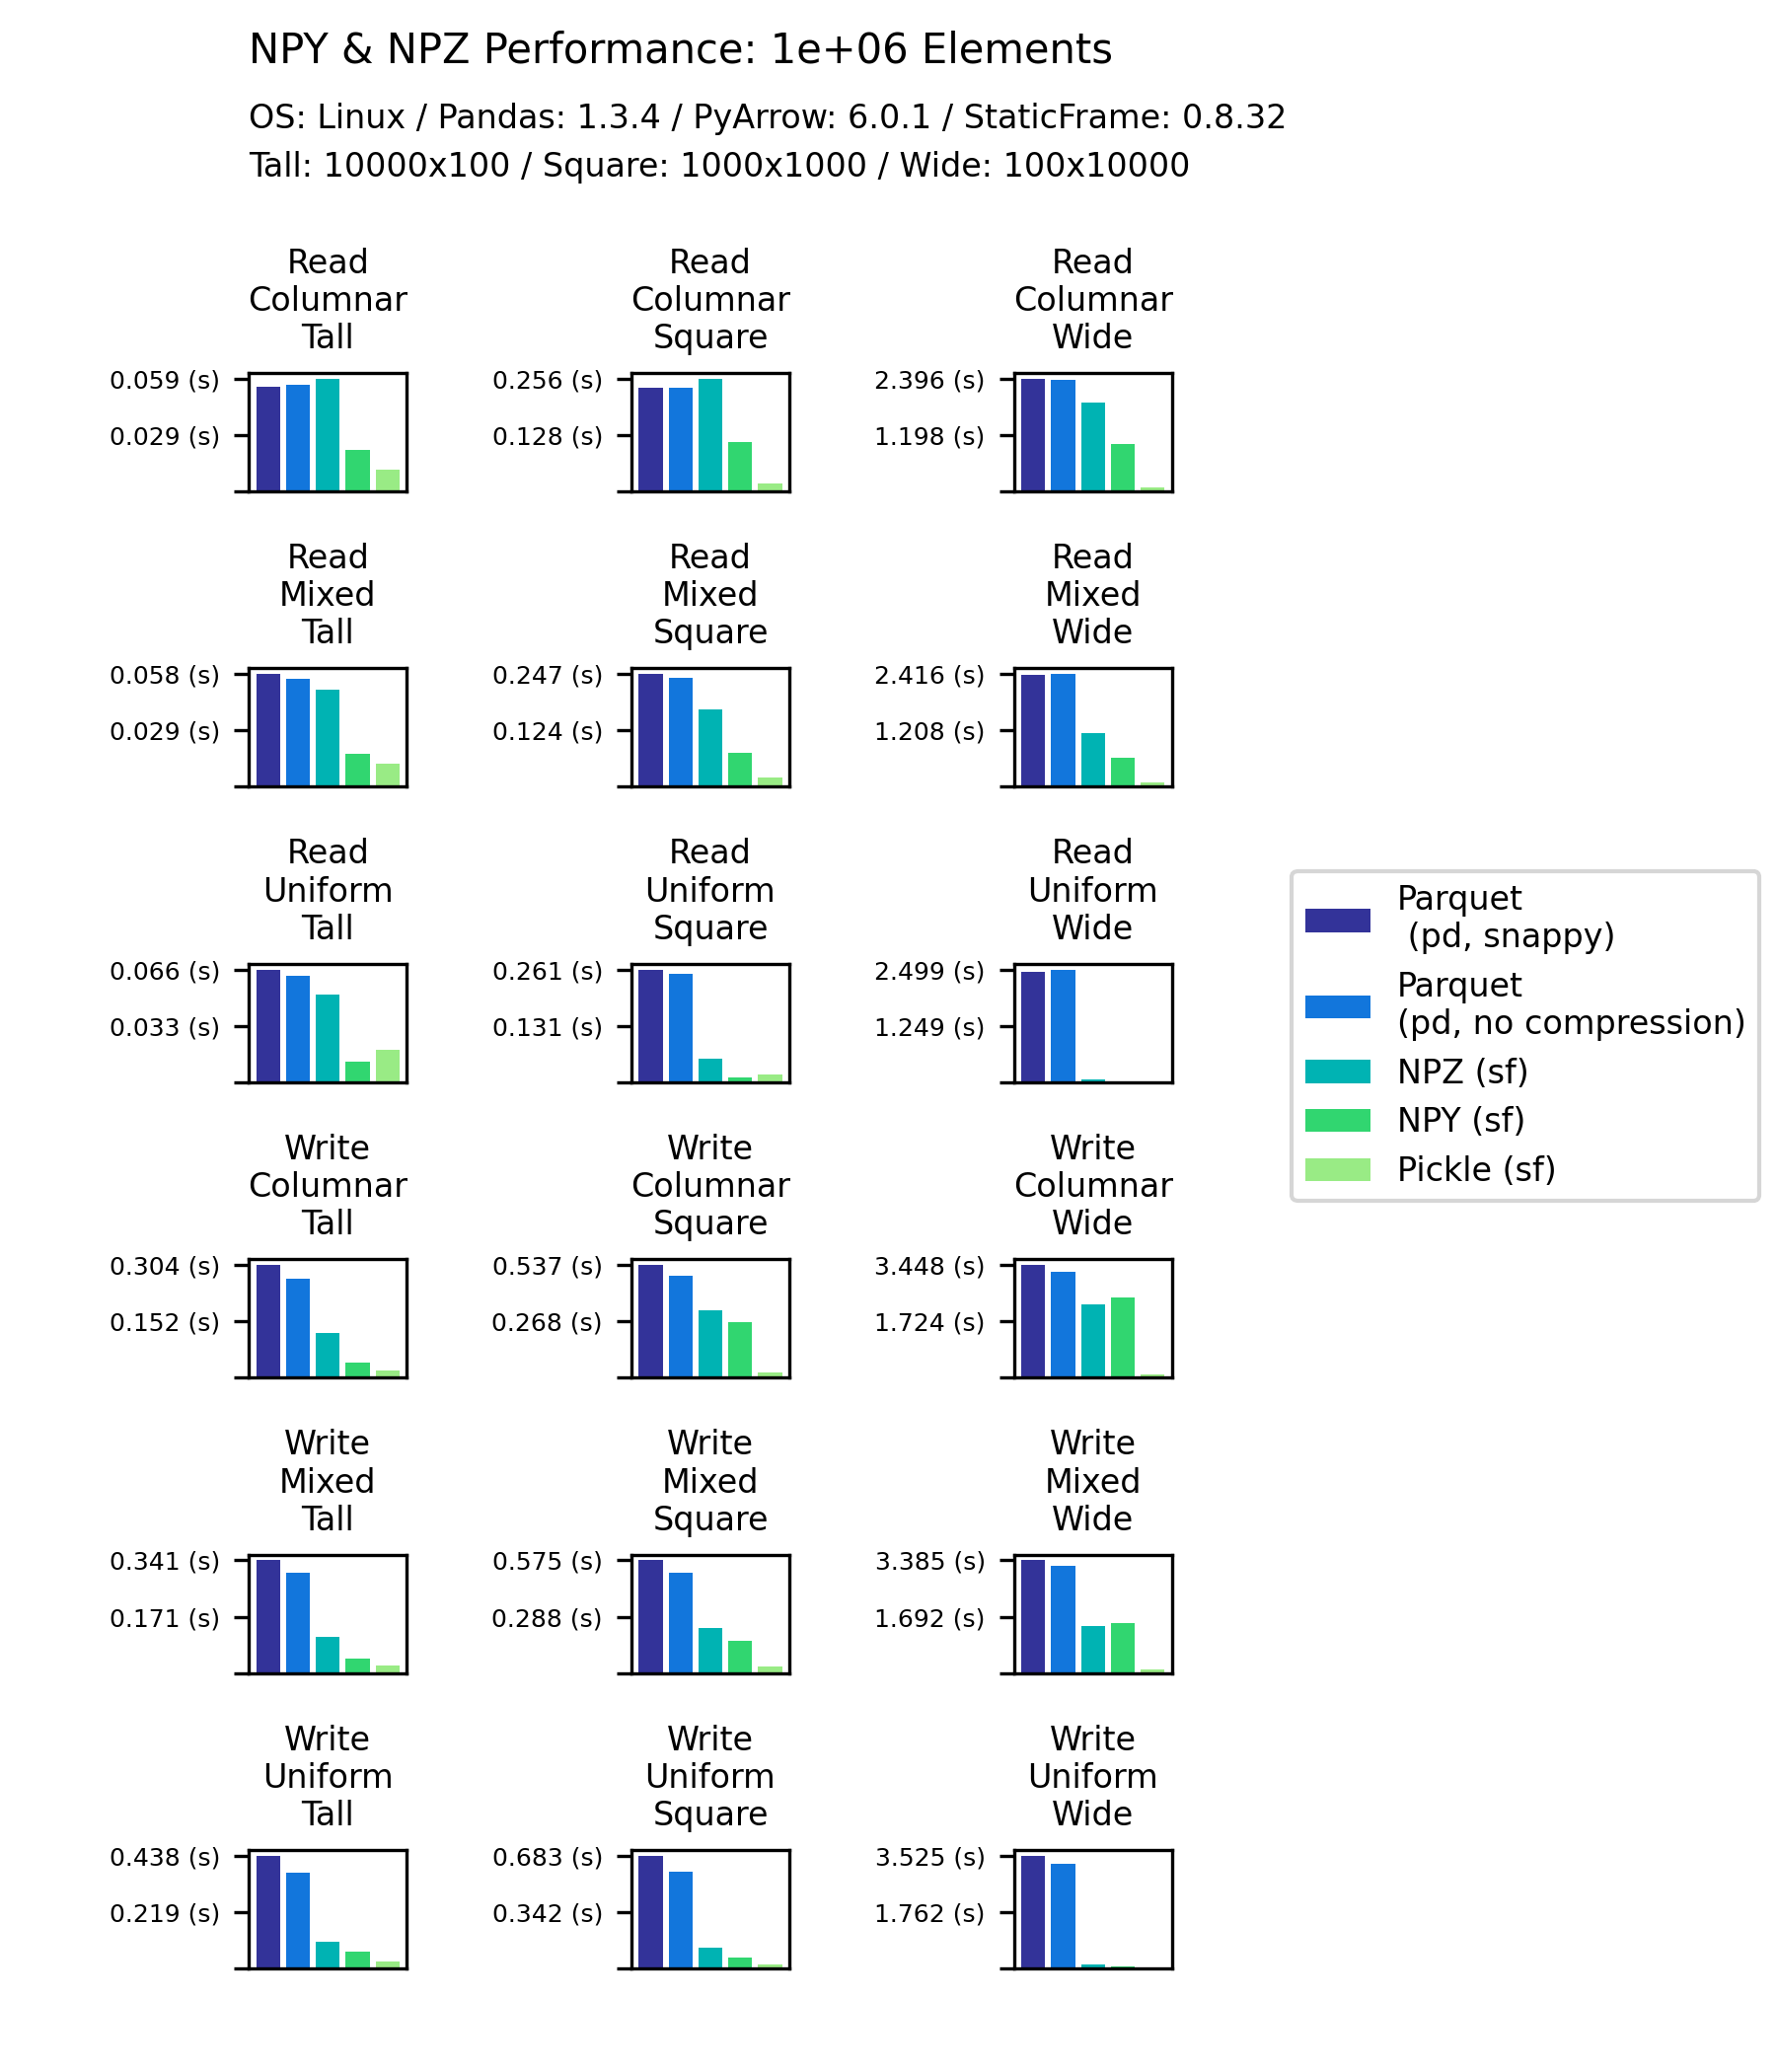 NPY & NPZ Performance: 1e+06 Elements
OS: Linux / Pandas: 1.3.4 / PyArrow: 6.0.1 / StaticFrame: 0.8.32
Tall: 10000x100 / Square: 1000x1000 / Wide: 100x10000
Read
Columnar
Tall
0.059 (s)
0.029 (s)
Read
Columnar
Square
0.256 (s)
0.128 (s)
Read
Columnar
Wide
2.396 (s)
1.198 (s)
Read
Mixed
Tall
0.058 (s)
0.029 (s)
Read
Mixed
Square
0.247 (s)
0.124 (s)
Read
Mixed
Wide
2.416 (s)
1.208 (s)
Read
Uniform
Tall
0.066 (s)
0.033 (s)
Read
Uniform
Square
0.261 (s)
0.131 (s)
Read
Uniform
Wide
2.499 (s)
1.249 (s)
Parquet
(pd, snappy)
Parquet
(pd, no compression)
NPZ (sf)
NPY (sf)
Pickle (sf)
Write
Columnar
Tall
0.304 (s)
0.152 (s)
Write
Columnar
Square
0.537 (s)
0.268 (s)
Write
Columnar
Wide
3.448 (s)
1.724 (s)
Write
Mixed
Tall
0.341 (s)
0.171 (s)
Write
Mixed
Square
0.575 (s)
0.288 (s)
Write
Mixed
Wide
3.385 (s)
1.692 (s)
Write
Uniform
Tall
0.438 (s)
0.219 (s)
Write
Uniform
Square
0.683 (s)
0.342 (s)
Write
Uniform
Wide
3.525 (s)
1.762 (s)